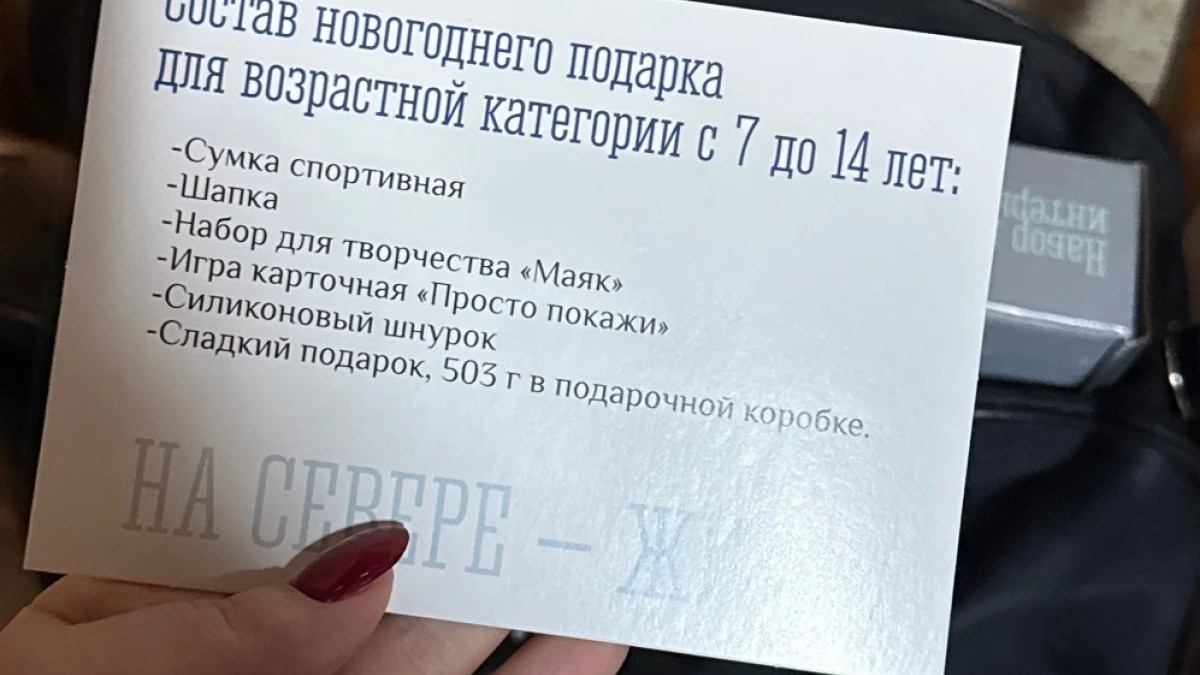 Состав новогоднего подарка
для возрастной категории с 7 до 14 лет:
-Сумка спортивная
-Шапка
-Набор для творчества «Маяк»
-Игра карточная «Просто покажи»
-Силиконовый шнурок
-Сладкий подарок, 503 г в подарочной коробке.
НА СЕВЕРЕ – Ж
Набор